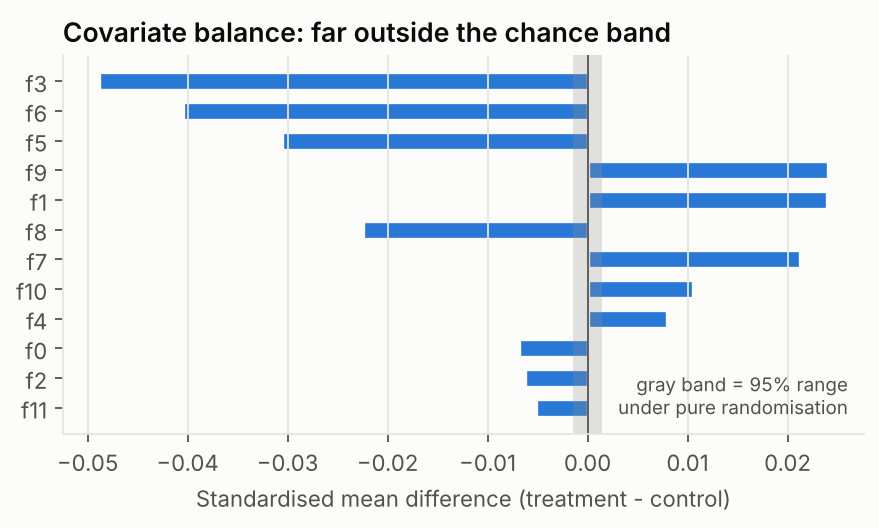 Covariate balance: far outside the chance band
f3
f6
f5
f9
f1
f8
f7
f10
f4
f0
f2
f11
gray band = 95% range
under pure randomisation
−0.05 −0.04 −0.03 −0.02 −0.01 0.00 0.01 0.02
Standardised mean difference (treatment - control)